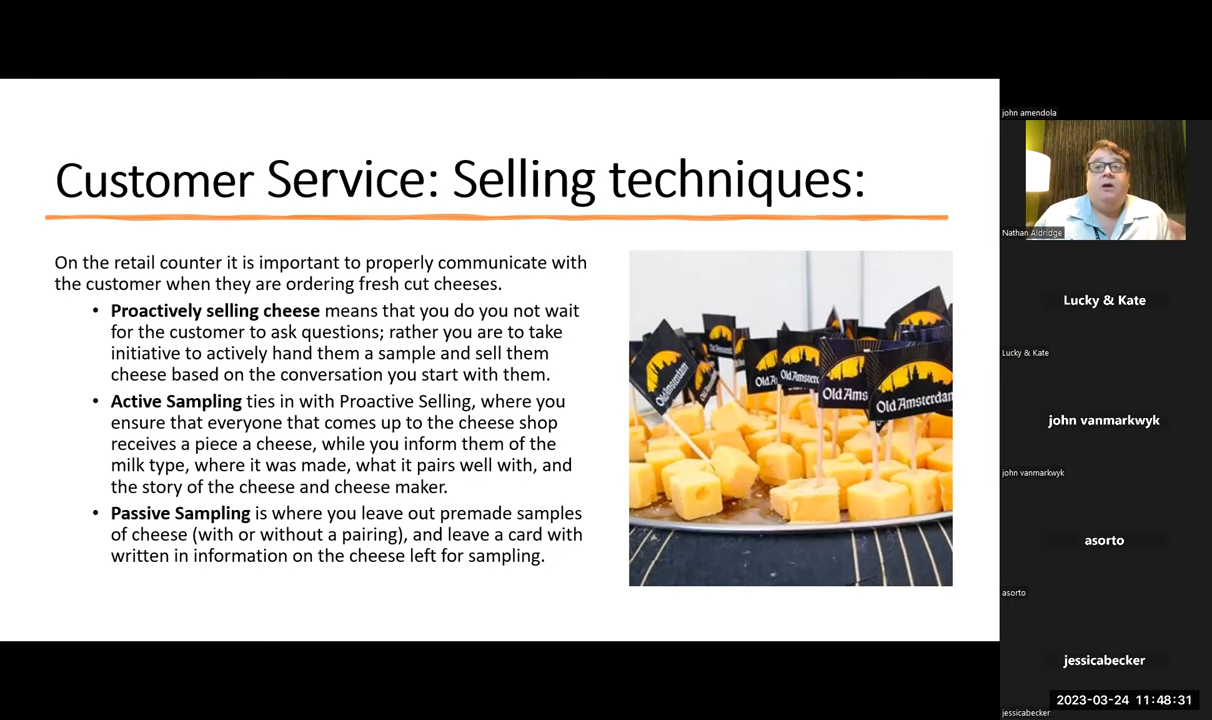 Customer Service: Selling techniques:
On the retail counter it is important to properly communicate with
the customer when they are ordering fresh cut cheeses.
• Proactively selling cheese means that you do you not wait
for the customer to ask questions; rather you are to take
initiative to actively hand them a sample and sell them
cheese based on the conversation you start with them.
• Active Sampling ties in with Proactive Selling, where you
ensure that everyone that comes up to the cheese shop
receives a piece a cheese, while you inform them of the
milk type, where it was made, what it pairs well with, and
the story of the cheese and cheese maker.
• Passive Sampling is where you leave out premade samples
of cheese (with or without a pairing), and leave a card with
written in information on the cheese left for sampling.
Old Amsterdam
Old Ams
Old Amsterdam
john amendola
Nathan Aldridge
Lucky & Kate
Lucky & Kate
john vanmarkwyk
john vanmarkwyk
asorto
asorto
jessicabecker
2023-03-24 11:48:31
jessicabecker